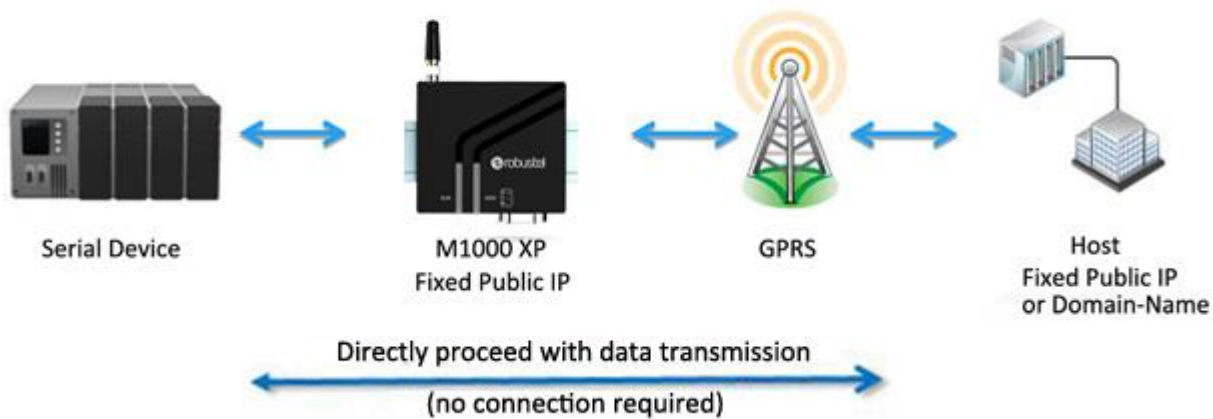 robustel
Serial Device
M1000 XP
Fixed Public IP
GPRS
Host
Fixed Public IP
or Domain-Name
Directly proceed with data transmission
(no connection required)